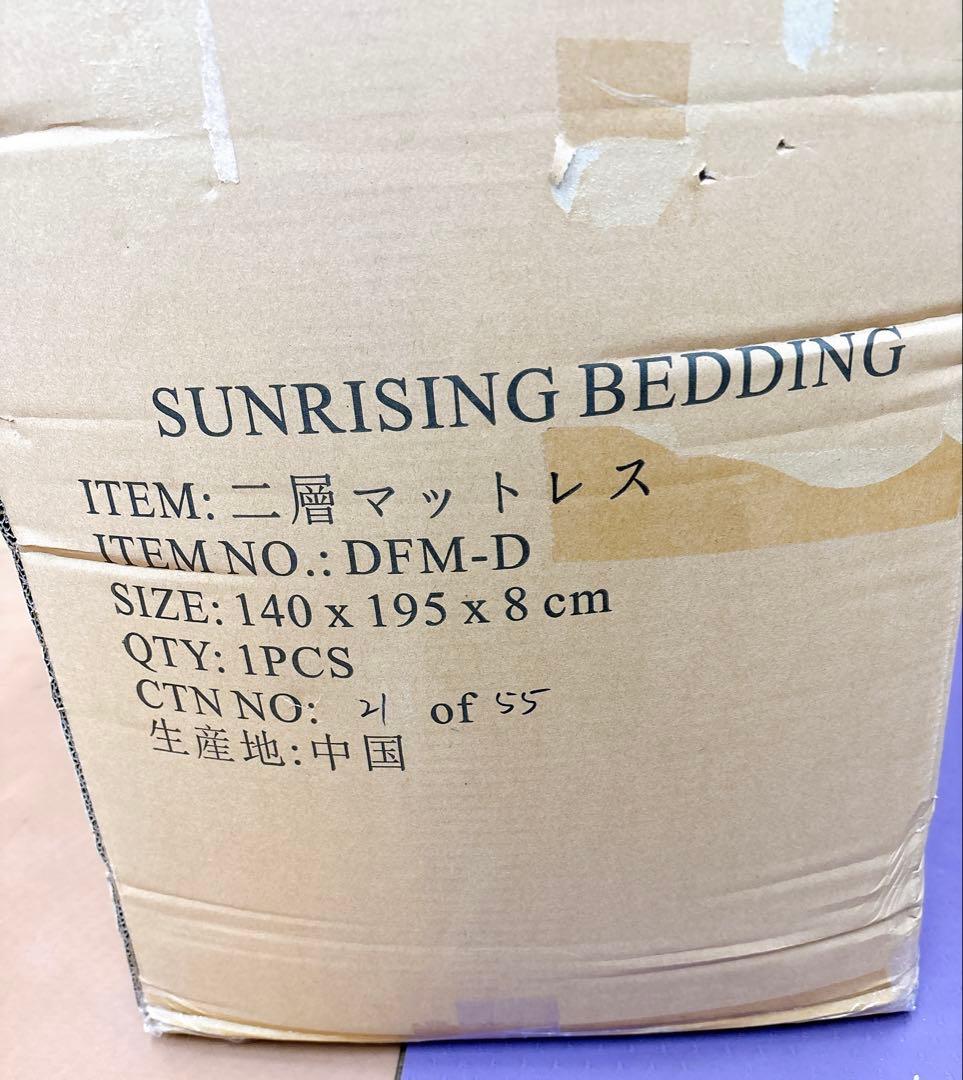 SUNRISING BEDDING
ITEM: 二層マットレス
ITEM NO.: DFM-D
SIZE: 140 x 195 x 8 cm
QTY: 1PCS
CTN NO: 21 of 55
生産地:中国